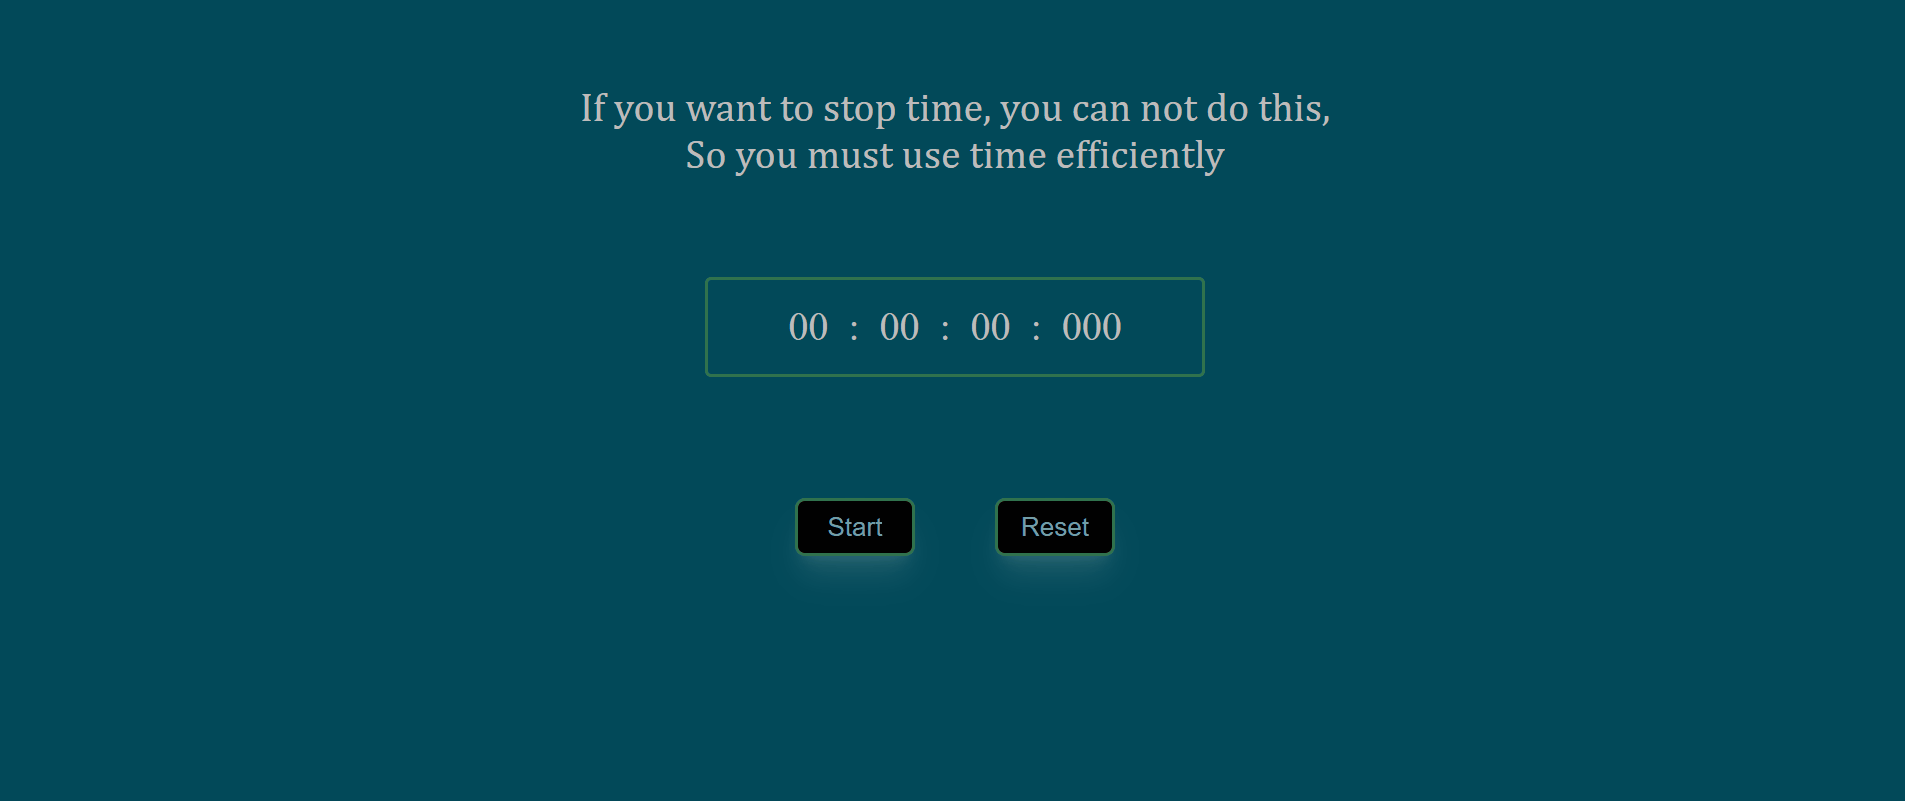 If you want to stop time, you can not do this,
So you must use time efficiently
00 : 00 : 00 : 000
Start
Reset